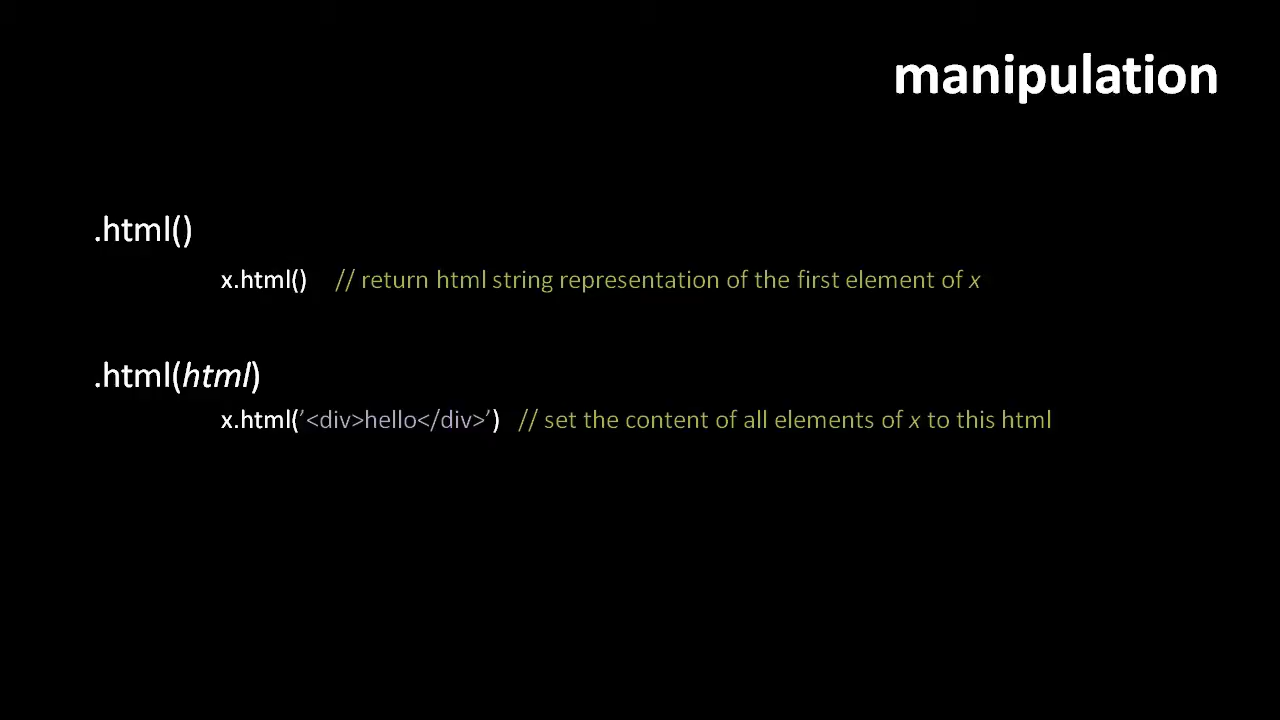 manipulation
.html()
x.html() // return html string representation of the first element of x
.html(html)
x.html(’<div>hello</div>’) // set the content of all elements of x to this html